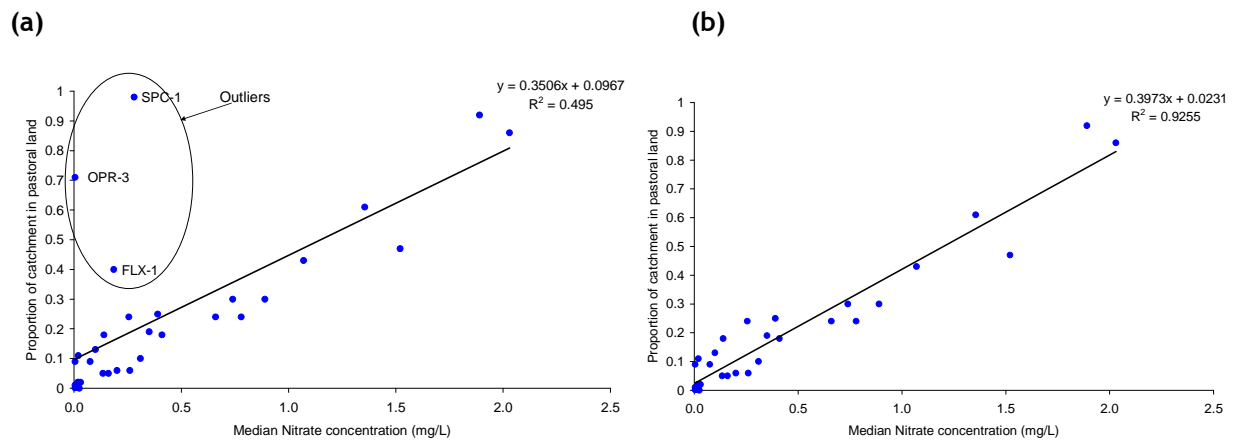 (a)
(b)
y = 0.3506x + 0.0967
R² = 0.495
Outliers
SPC-1
OPR-3
FLX-1
Proportion of catchment in pastoral land
1
0.9
0.8
0.7
0.6
0.5
0.4
0.3
0.2
0.1
0
0.0
0.5
1.0
1.5
2.0
2.5
Median Nitrate concentration (mg/L)
y = 0.3973x + 0.0231
R² = 0.9255
Proportion of catchment in pastoral land
1
0.9
0.8
0.7
0.6
0.5
0.4
0.3
0.2
0.1
0
0.0
0.5
1.0
1.5
2.0
2.5
Median Nitrate concentration (mg/L)